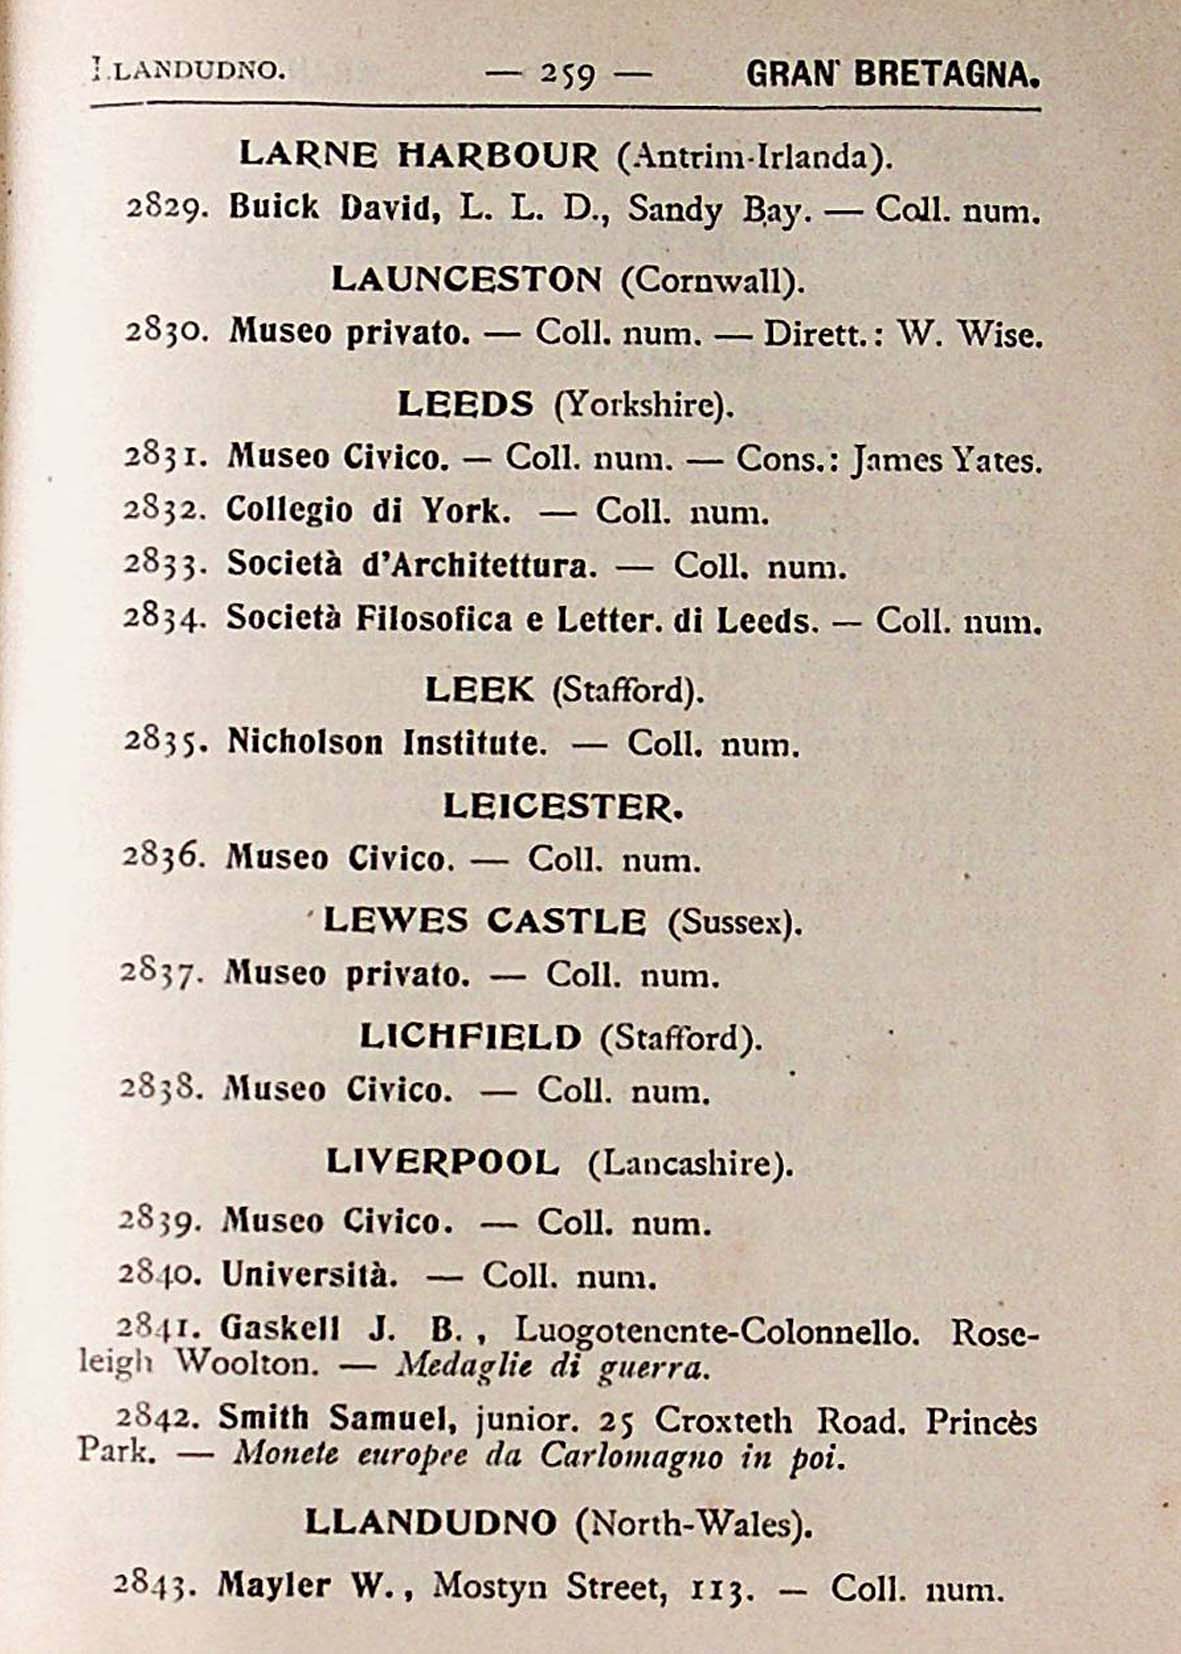 LLANDUDNO. — 259 — GRAN BRETAGNA.
LARNE HARBOUR (Antrim-Irlanda).
2829. Buick David, L. L. D., Sandy Bay. — Coll. num.
LAUNCESTON (Cornwall).
2830. Museo privato. — Coll. num. — Dirett.: W. Wise.
LEEDS (Yorkshire).
2831. Museo Civico. — Coll. num. — Cons.: James Yates.
2832. Collegio di York. — Coll. num.
2833. Società d'Architettura. — Coll. num.
2834. Società Filosofica e Letter. di Leeds. — Coll. num.
LEEK (Stafford).
2835. Nicholson Institute. — Coll. num.
LEICESTER.
2836. Museo Civico. — Coll. num.
LEWES CASTLE (Sussex).
2837. Museo privato. — Coll. num.
LICHFIELD (Stafford).
2838. Museo Civico. — Coll. num.
LIVERPOOL (Lancashire).
2839. Museo Civico. — Coll. num.
2840. Università. — Coll. num.
2841. Gaskell J. B., Luogotenente-Colonnello. Rose-
leigh Woolton. — Medaglie di guerra.
2842. Smith Samuel, junior. 25 Croxteth Road. Princès
Park. — Monete europee da Carlomagno in poi.
LLANDUDNO (North-Wales).
2843. Mayler W., Mostyn Street, 113. — Coll. num.